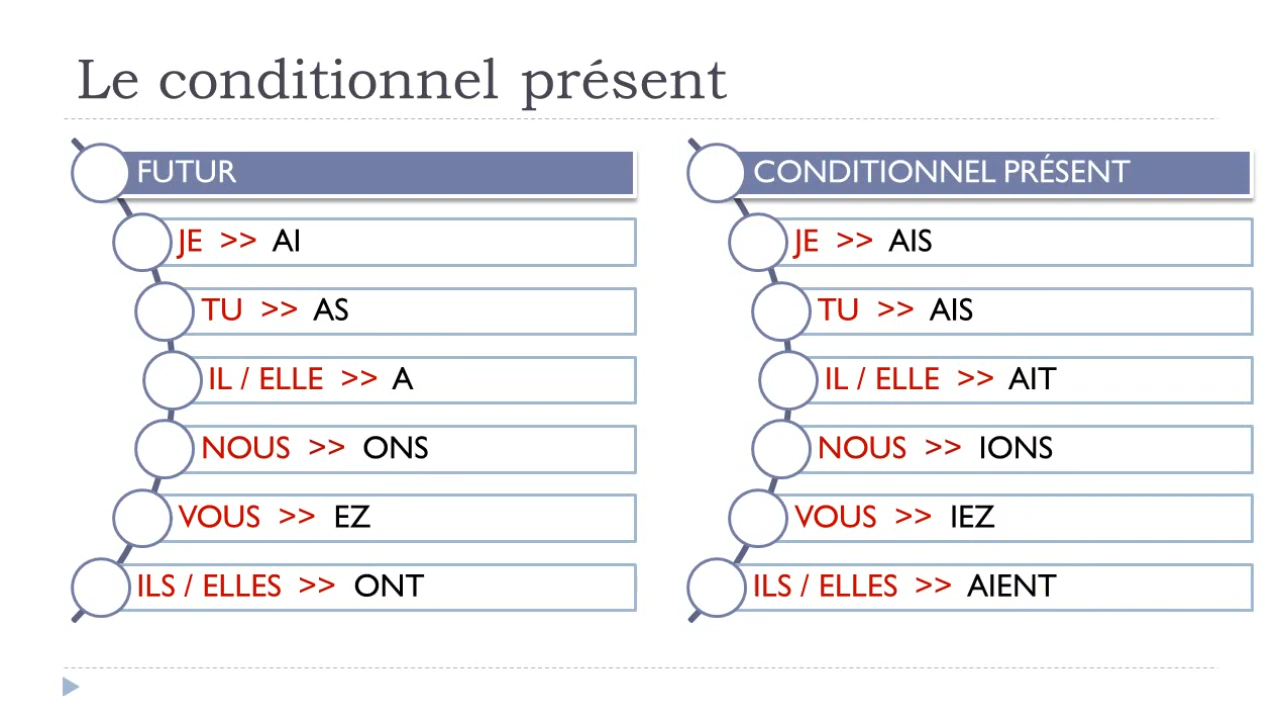 Le conditionnel présent
FUTUR
JE >> AI
TU >> AS
IL / ELLE >> A
NOUS >> ONS
VOUS >> EZ
ILS / ELLES >> ONT
CONDITIONNEL PRÉSENT
JE >> AIS
TU >> AIS
IL / ELLE >> AIT
NOUS >> IONS
VOUS >> IEZ
ILS / ELLES >> AIENT